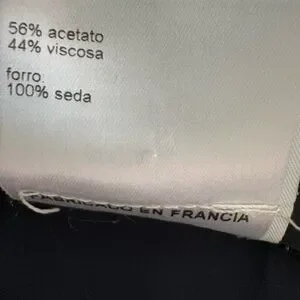 56% acetato
44% viscosa
forro:
100% seda
FABRICADO EN FRANCIA